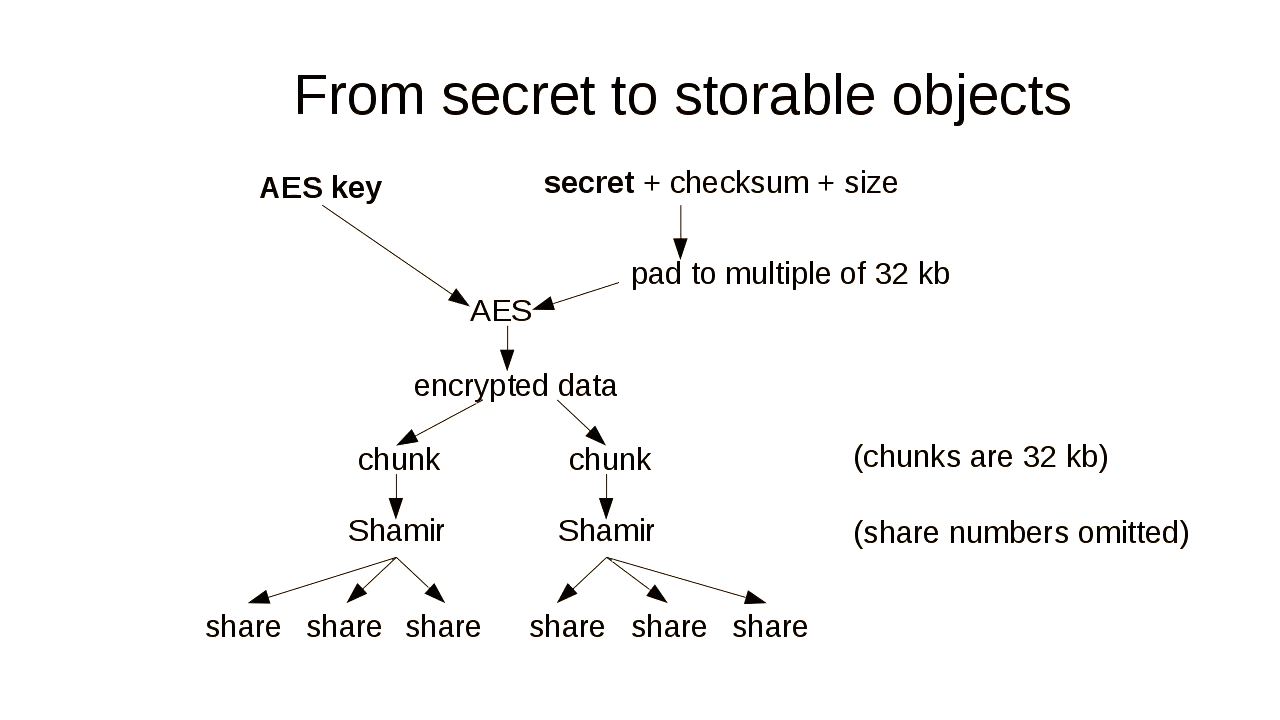 From secret to storable objects
AES key
secret + checksum + size
pad to multiple of 32 kb
AES
encrypted data
chunk
chunk
(chunks are 32 kb)
Shamir
Shamir
(share numbers omitted)
share
share
share
share
share
share